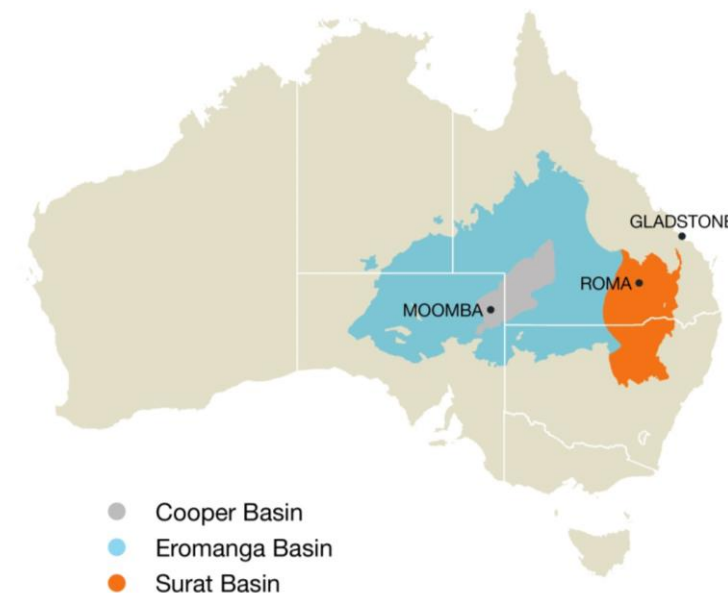 GLADSTONE
ROMA
MOOMBA
Cooper Basin
Eromanga Basin
Surat Basin